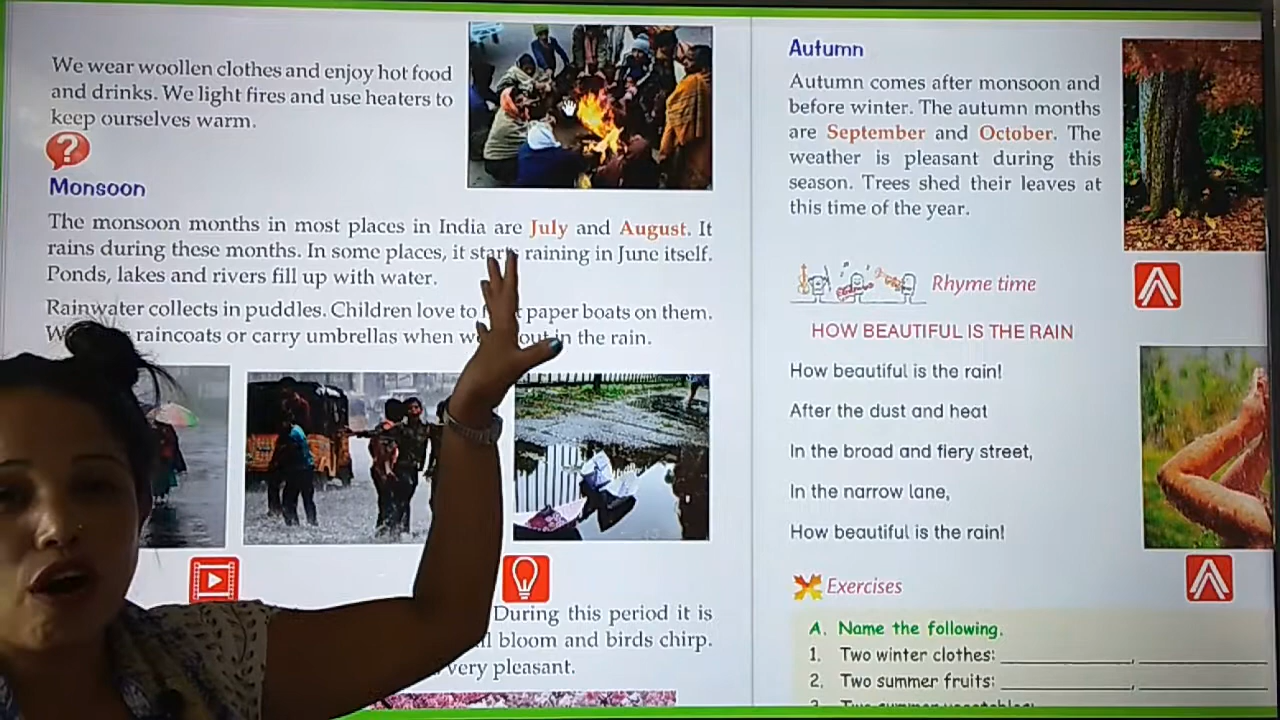 We wear woollen clothes and enjoy hot food
and drinks. We light fires and use heaters to
keep ourselves warm.
?
Monsoon
The monsoon months in most places in India are July and August. It
rains during these months. In some places, it starts raining in June itself.
Ponds, lakes and rivers fill up with water.
Rainwater collects in puddles. Children love to paper boats on them.
raincoats or carry umbrellas when out in the rain.
During this period it is
bloom and birds chirp.
very pleasant.
Autumn
Autumn comes after monsoon and
before winter. The autumn months
are September and October. The
weather is pleasant during this
season. Trees shed their leaves at
this time of the year.
Rhyme time
HOW BEAUTIFUL IS THE RAIN
How beautiful is the rain!
After the dust and heat
In the broad and fiery street,
In the narrow lane,
How beautiful is the rain!
Exercises
A. Name the following.
1. Two winter clothes: ____________, ____________
2. Two summer fruits: ____________, ____________